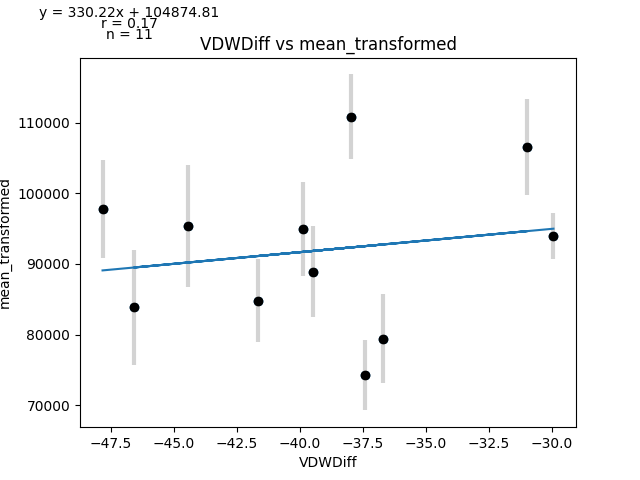 y = 330.22x + 104874.81
r = 0.17
n = 11
VDWDiff vs mean_transformed
110000
100000
90000
80000
70000
mean_transformed
−47.5 −45.0 −42.5 −40.0 −37.5 −35.0 −32.5 −30.0
VDWDiff